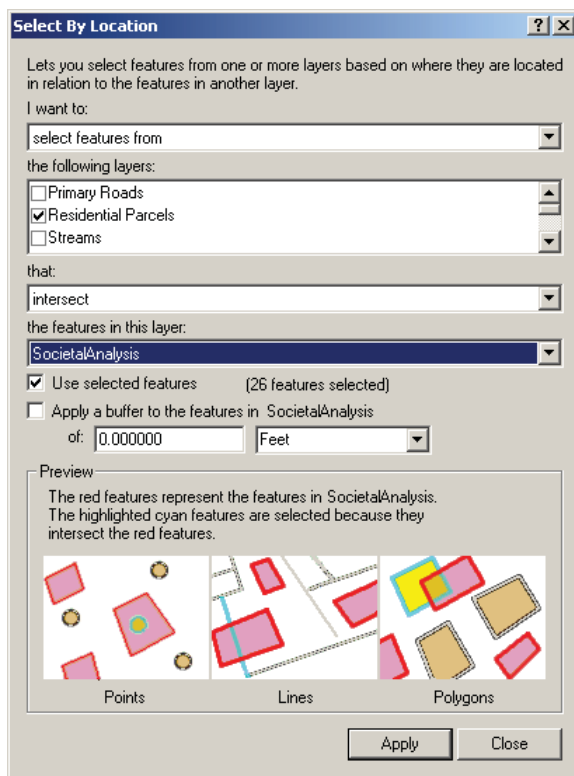 Select By Location
Lets you select features from one or more layers based on where they are located
in relation to the features in another layer.
I want to:
select features from
the following layers:
Primary Roads
Residential Parcels
Streams
that:
intersect
the features in this layer:
SocietalAnalysis
Use selected features (26 features selected)
Apply a buffer to the features in SocietalAnalysis
of: 0.000000 Feet
Preview
The red features represent the features in SocietalAnalysis.
The highlighted cyan features are selected because they
intersect the red features.
Points Lines Polygons
Apply Close